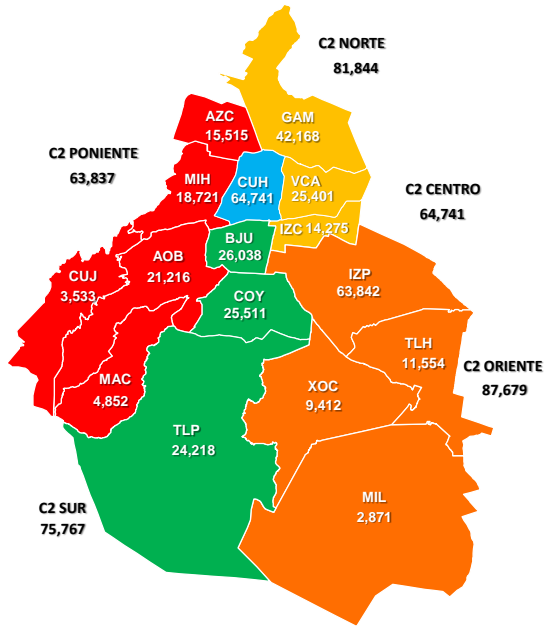 C2 NORTE
81,844
AZC
15,515
GAM
42,168
C2 PONIENTE
63,837
MIH
18,721
CUH
64,741
VCA
25,401
C2 CENTRO
64,741
IZC 14,275
BJU
26,038
AOB
21,216
CUJ
3,533
IZP
63,842
COY
25,511
TLH
11,554
C2 ORIENTE
87,679
MAC
4,852
XOC
9,412
TLP
24,218
MIL
2,871
C2 SUR
75,767